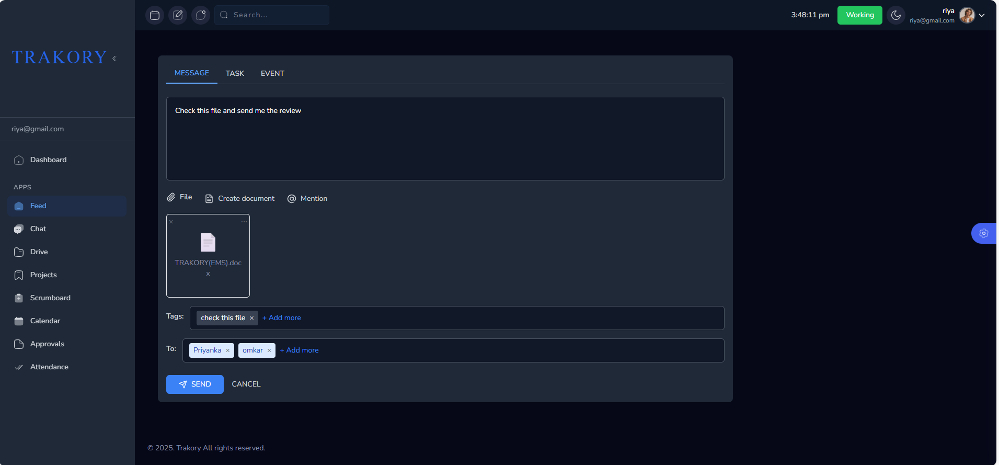 TRAKORY
riya@gmail.com
Dashboard
APPS
Feed
Chat
Drive
Projects
Scrumboard
Calendar
Approvals
Attendance
Search...
3:48:11 pm
Working
riya
riya@gmail.com
MESSAGE TASK EVENT
Check this file and send me the review
File Create document Mention
TRAKORY(EMS).doc
x
Tags: check this file × + Add more
To: Priyanka × omkar × + Add more
SEND CANCEL
© 2025. Trakory All rights reserved.